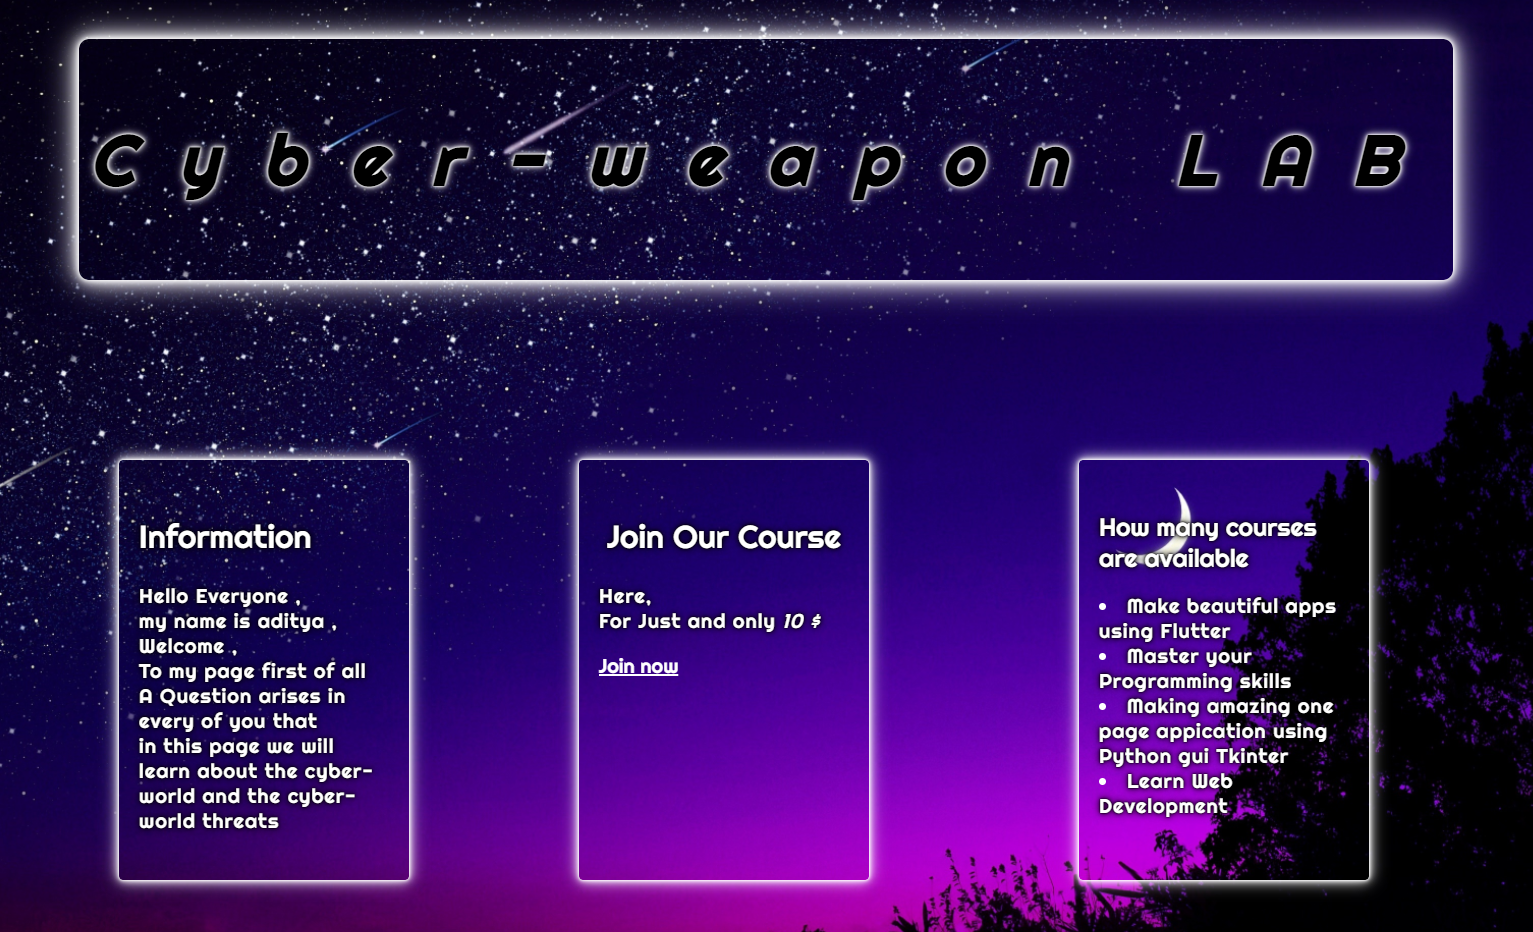 Cyber-weapon LAB
Information
Hello Everyone ,
my name is aditya ,
Welcome ,
To my page first of all
A Question arises in
every of you that
in this page we will
learn about the cyber-
world and the cyber-
world threats
Join Our Course
Here,
For Just and only 10 $
Join now
How many courses
are available
• Make beautiful apps
using Flutter
• Master your
Programming skills
• Making amazing one
page appication using
Python gui Tkinter
• Learn Web
Development